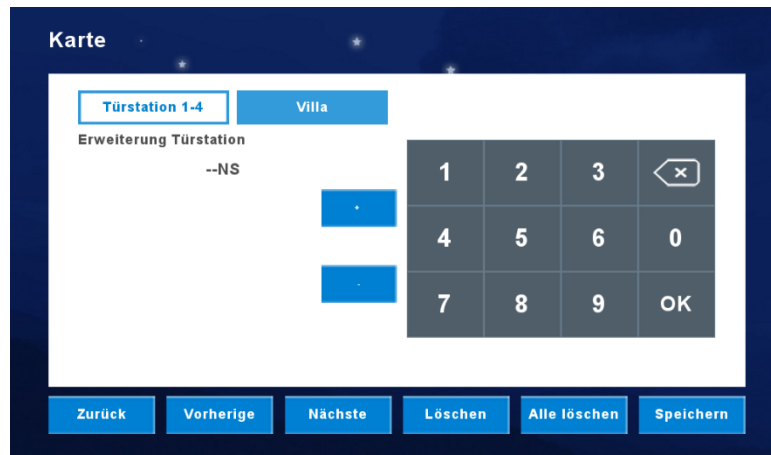 Karte
Türstation 1-4 Villa
Erweiterung Türstation
--NS
+
-
1 2 3
4 5 6 0
7 8 9 OK
Zurück Vorherige Nächste Löschen Alle löschen Speichern